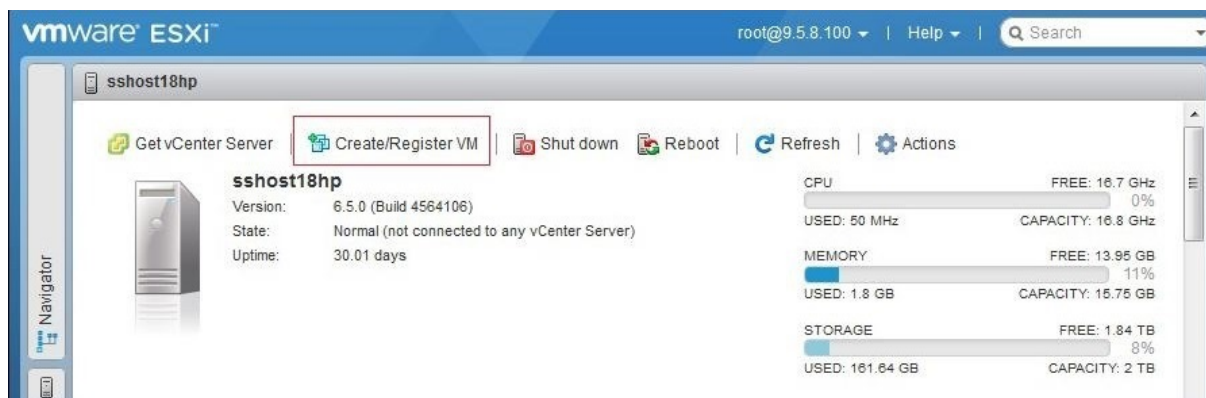 vmware ESXi™
root@9.5.8.100 | Help | Search
sshost18hp
Get vCenter Server | Create/Register VM | Shut down Reboot | Refresh | Actions
sshost18hp
Version: 6.5.0 (Build 4564106)
State: Normal (not connected to any vCenter Server)
Uptime: 30.01 days
CPU FREE: 16.7 GHz
0%
USED: 50 MHz CAPACITY: 16.8 GHz
MEMORY FREE: 13.95 GB
11%
USED: 1.8 GB CAPACITY: 15.75 GB
STORAGE FREE: 1.84 TB
8%
USED: 161.64 GB CAPACITY: 2 TB
Navigator